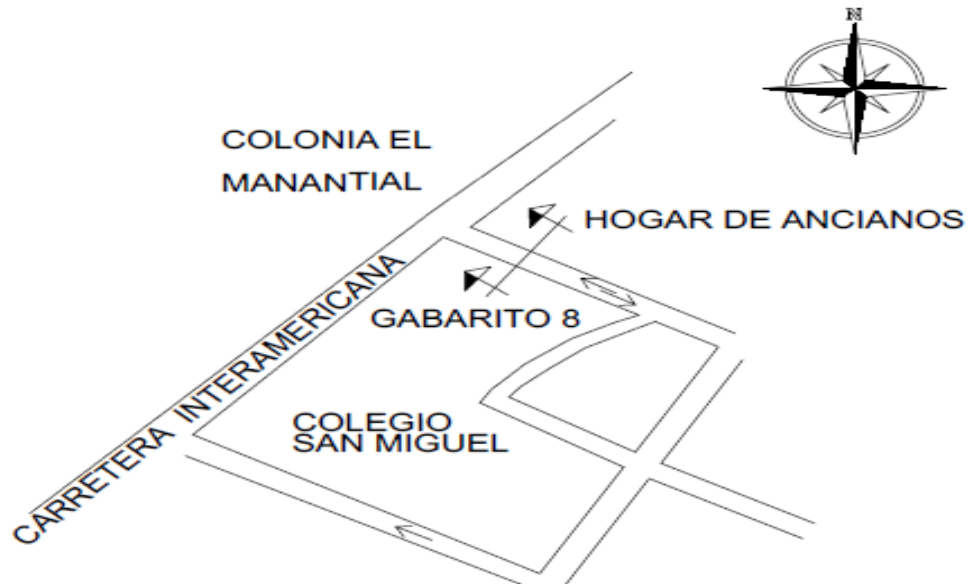 N
COLONIA EL
MANANTIAL
HOGAR DE ANCIANOS
CARRETERA INTERAMERICANA
GABARITO 8
COLEGIO
SAN MIGUEL